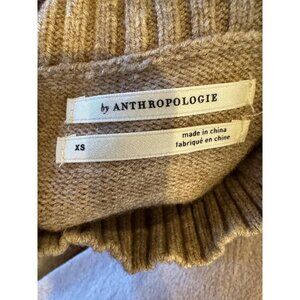 by ANTHROPOLOGIE
XS
made in china
fabriqué en chine